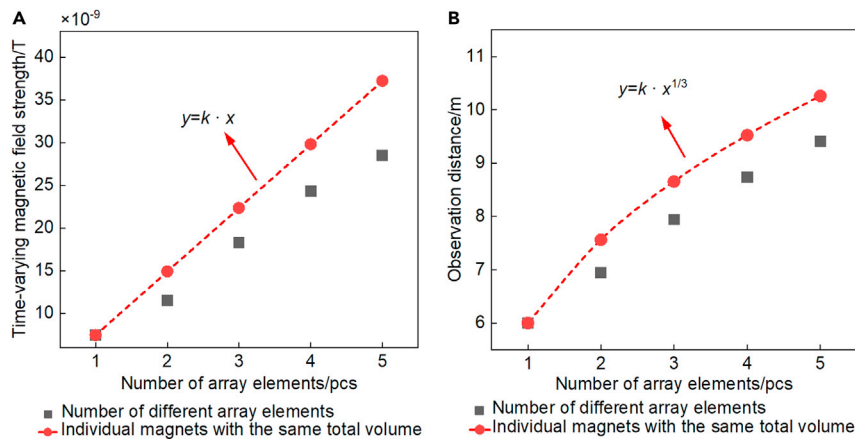 A
×10-9
Time-varying magnetic field strength/T
40
35
30
25
20
15
10
y=k · x
1
2
3
4
5
Number of array elements/pcs
Number of different array elements
Individual magnets with the same total volume
B
Observation distance/m
11
10
9
8
7
6
y=k · x1/3
1
2
3
4
5
Number of array elements/pcs
Number of different array elements
Individual magnets with the same total volume